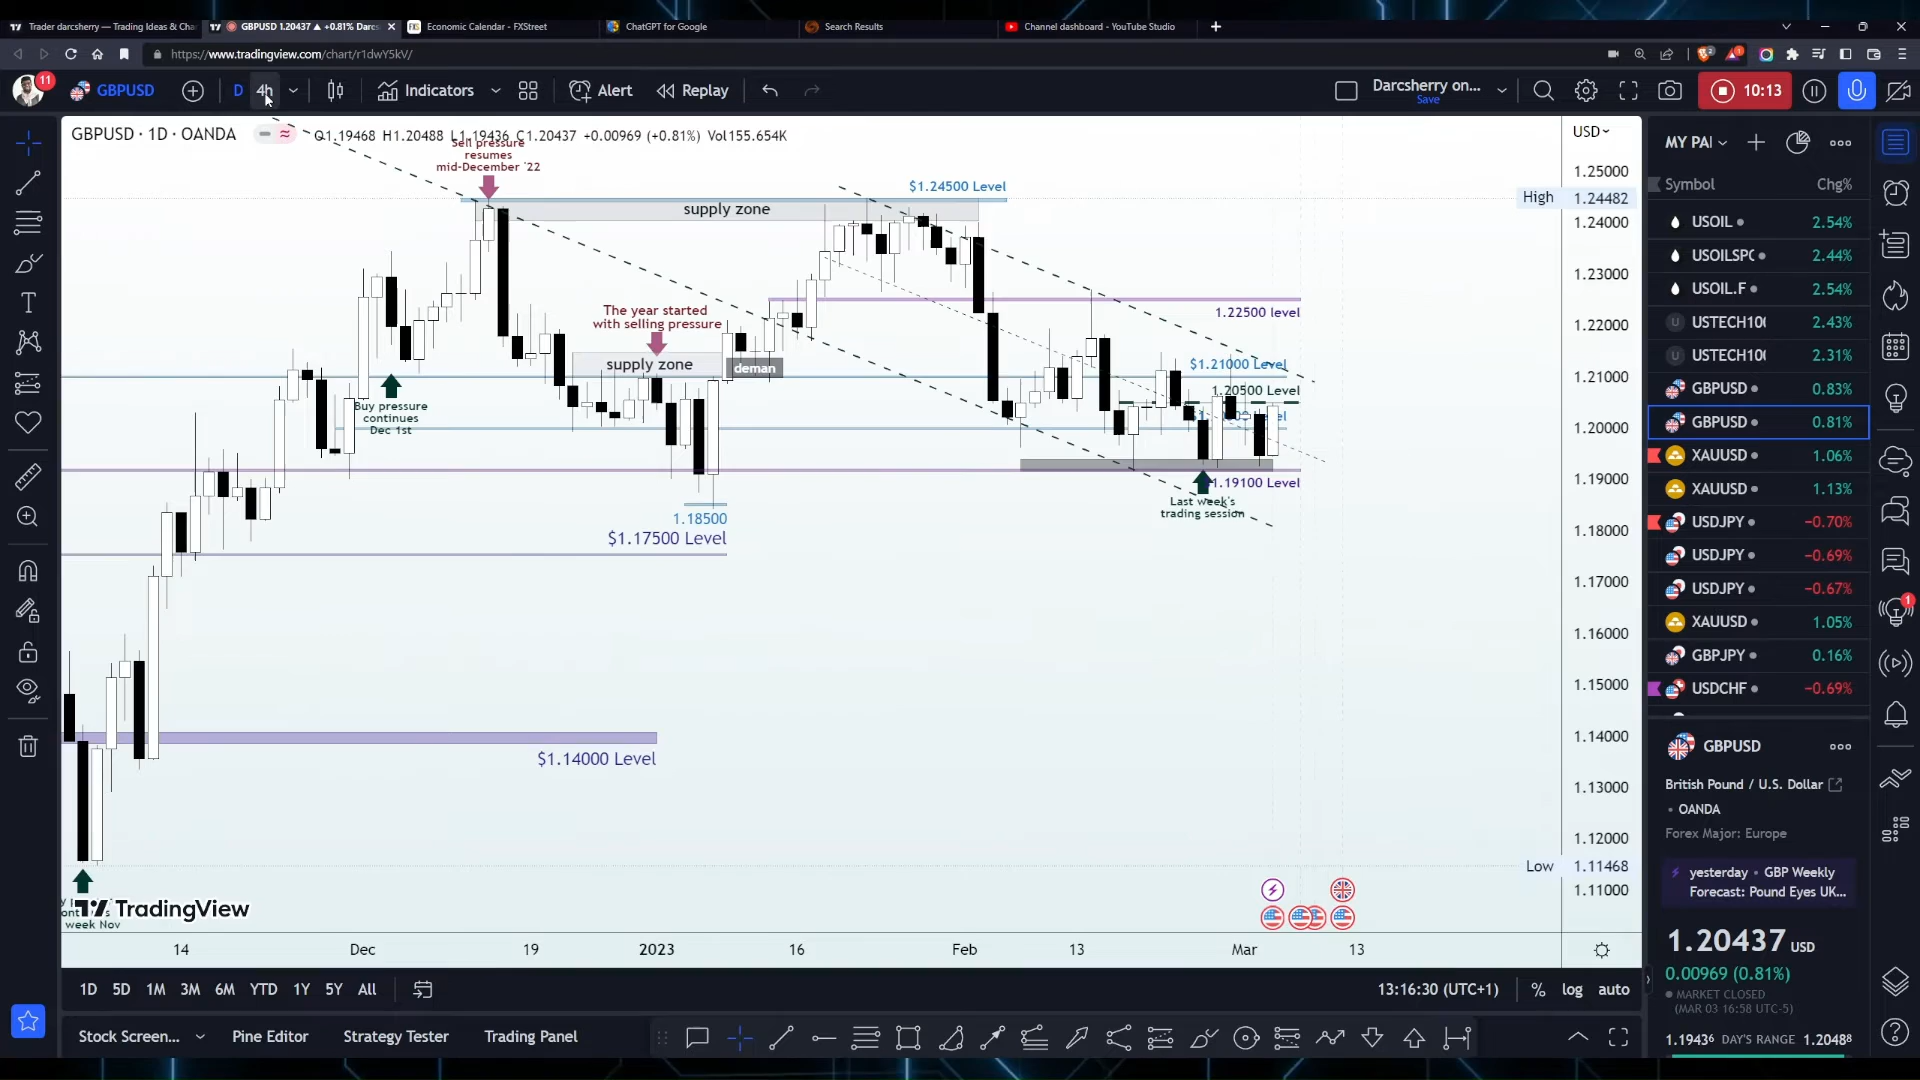 Trader darcsherry — Trading Ideas & Cha
GBPUSD 1.20437 ▲ +0.81% Darcs
Economic Calendar - FXStreet
ChatGPT for Google
Search Results
Channel dashboard - YouTube Studio
https://www.tradingview.com/chart/r1dwY5kV/
11
GBPUSD
D
4h
Indicators
Alert
Replay
Darcsherry on...
Save
10:13
GBPUSD · 1D · OANDA
O1.19468 H1.20488 L1.19436 C1.20437 +0.00969 (+0.81%) Vol155.654K
USD
Sell pressure
resumes
mid-December '22
$1.24500 Level
supply zone
The year started
with selling pressure
supply zone
deman
1.22500 level
$1.21000 Level
1.20500 Level
Buy pressure
continues
Dec 1st
1.19100 Level
Last week's
trading session
1.18500
$1.17500 Level
$1.14000 Level
week Nov
TradingView
1.25000
High 1.24482
1.24000
1.23000
1.22000
1.21000
1.20000
1.19000
1.18000
1.17000
1.16000
1.15000
1.14000
1.13000
1.12000
Low 1.11468
1.11000
14 Dec 19 2023 16 Feb 13 Mar 13
1D 5D 1M 3M 6M YTD 1Y 5Y All
13:16:30 (UTC+1) % log auto
Stock Screen... Pine Editor Strategy Tester Trading Panel
MY PAI
Symbol Chg%
USOIL 2.54%
USOILSPC 2.44%
USOIL.F 2.54%
U USTECH10( 2.43%
U USTECH10( 2.31%
GBPUSD 0.83%
GBPUSD 0.81%
XAUUSD 1.06%
XAUUSD 1.13%
USDJPY −0.70%
USDJPY −0.69%
USDJPY −0.67%
XAUUSD 1.05%
GBPJPY 0.16%
USDCHF −0.69%
GBPUSD
British Pound / U.S. Dollar
• OANDA
Forex Major: Europe
yesterday • GBP Weekly
Forecast: Pound Eyes UK...
1.20437 USD
0.00969 (0.81%)
MARKET CLOSED
(MAR 03 16:58 UTC-5)
1.19436 DAY'S RANGE 1.20488
1